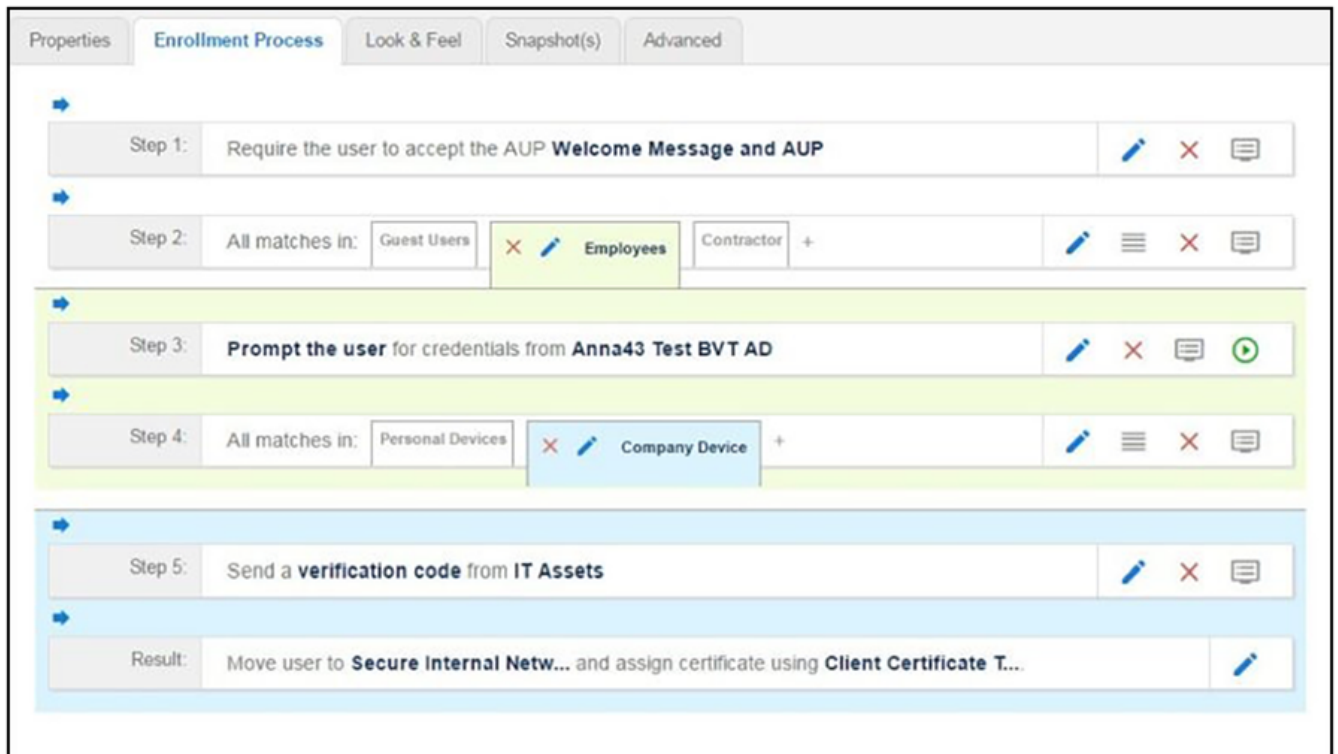 Properties Enrollment Process Look & Feel Snapshot(s) Advanced
Step 1: Require the user to accept the AUP Welcome Message and AUP
Step 2: All matches in: Guest Users Employees Contractor +
Step 3: Prompt the user for credentials from Anna43 Test BVT AD
Step 4: All matches in: Personal Devices Company Device +
Step 5: Send a verification code from IT Assets
Result: Move user to Secure Internal Netw... and assign certificate using Client Certificate T....